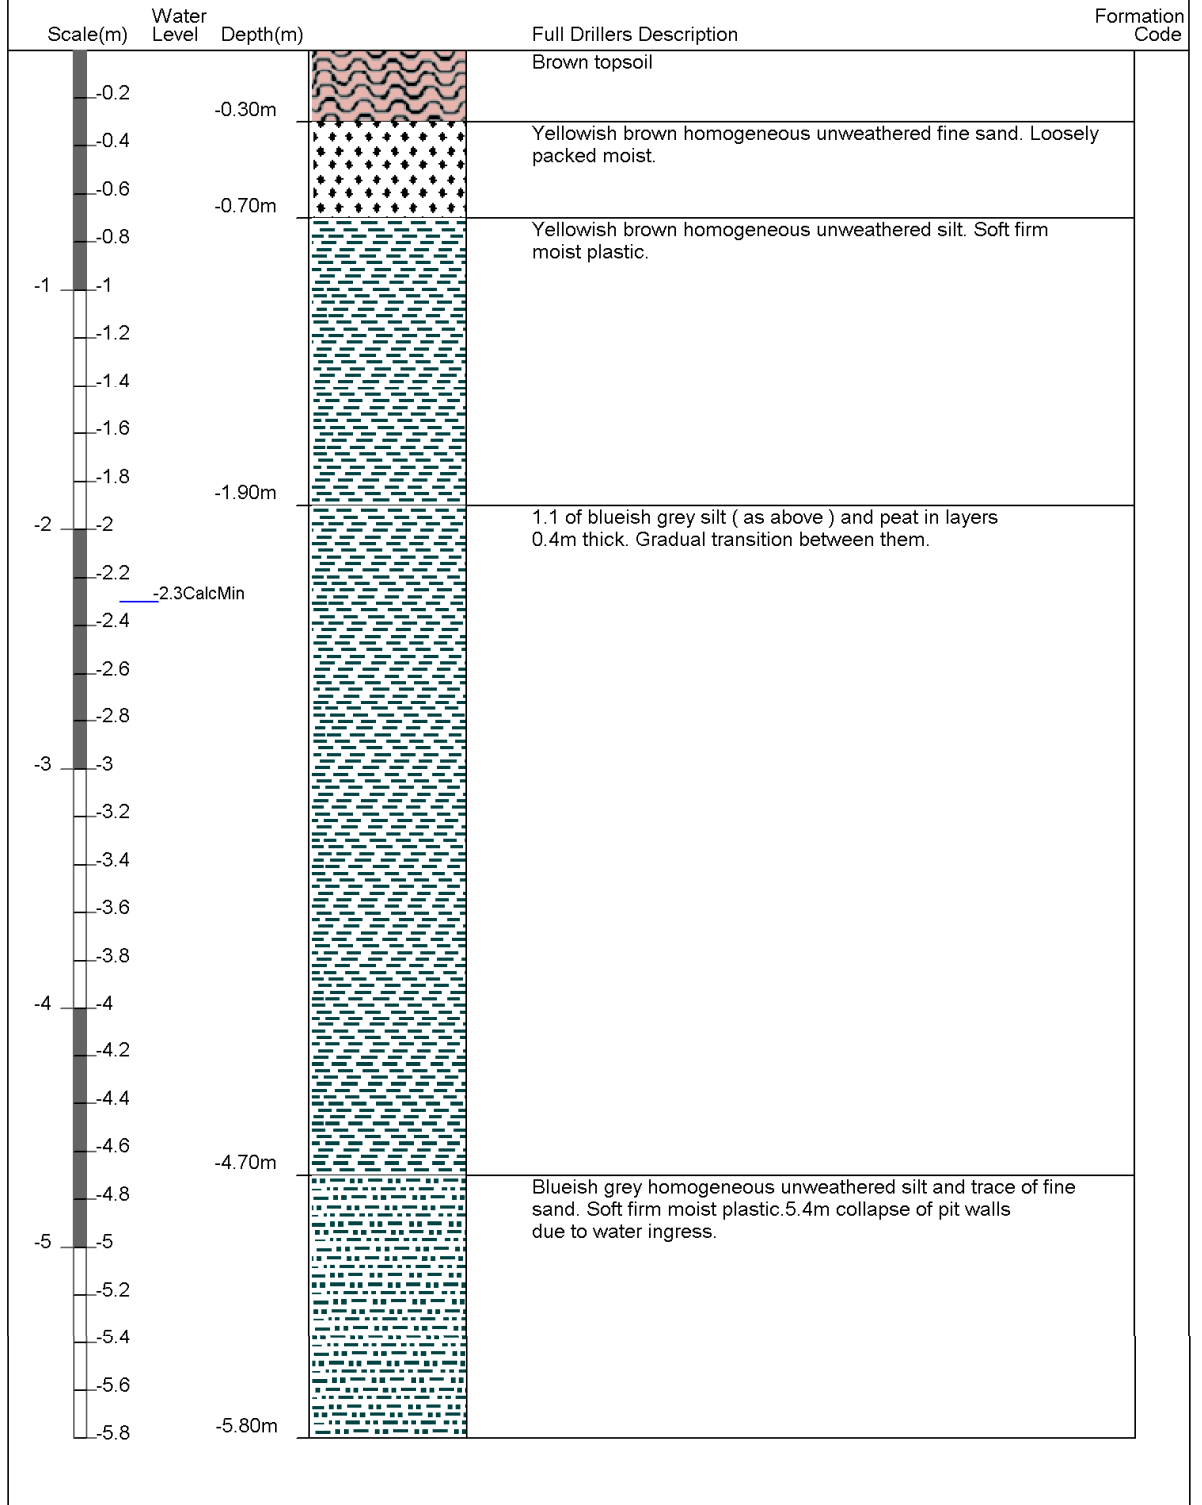 Scale(m) Water Level Depth(m) Full Drillers Description Formation Code
Brown topsoil
-0.2
-0.30m
Yellowish brown homogeneous unweathered fine sand. Loosely
packed moist.
-0.4
-0.6
-0.70m
Yellowish brown homogeneous unweathered silt. Soft firm
moist plastic.
-0.8
-1 -1
-1.2
-1.4
-1.6
-1.8
-1.90m
1.1 of blueish grey silt ( as above ) and peat in layers
0.4m thick. Gradual transition between them.
-2 -2
-2.2
-2.3CalcMin
-2.4
-2.6
-2.8
-3 -3
-3.2
-3.4
-3.6
-3.8
-4 -4
-4.2
-4.4
-4.6
-4.70m
Blueish grey homogeneous unweathered silt and trace of fine
sand. Soft firm moist plastic.5.4m collapse of pit walls
due to water ingress.
-4.8
-5 -5
-5.2
-5.4
-5.6
-5.80m
-5.8